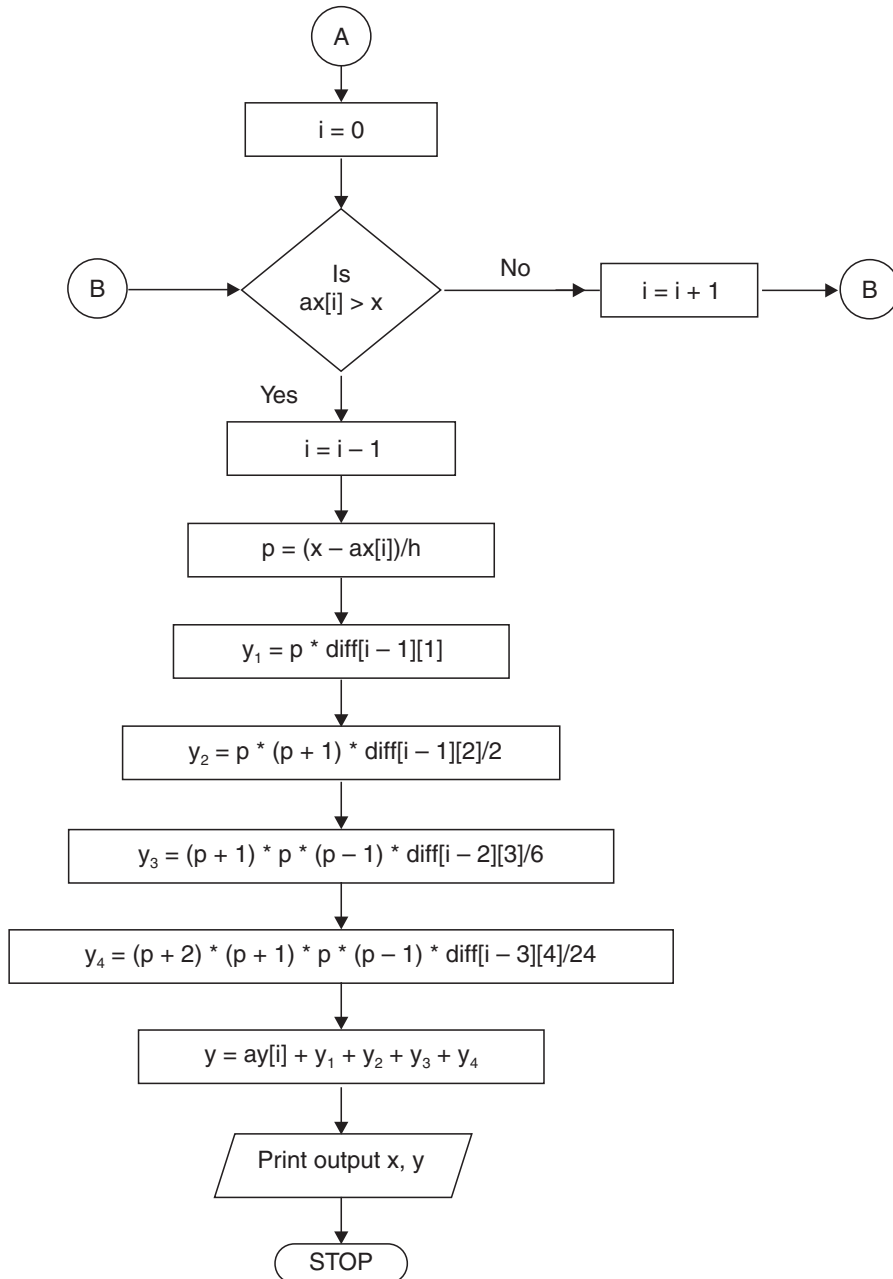 A
i = 0
Is
ax[i] > x
B
No
i = i + 1
B
Yes
i = i – 1
p = (x – ax[i])/h
y₁ = p * diff[i – 1][1]
y₂ = p * (p + 1) * diff[i – 1][2]/2
y₃ = (p + 1) * p * (p – 1) * diff[i – 2][3]/6
y₄ = (p + 2) * (p + 1) * p * (p – 1) * diff[i – 3][4]/24
y = ay[i] + y₁ + y₂ + y₃ + y₄
Print output x, y
STOP